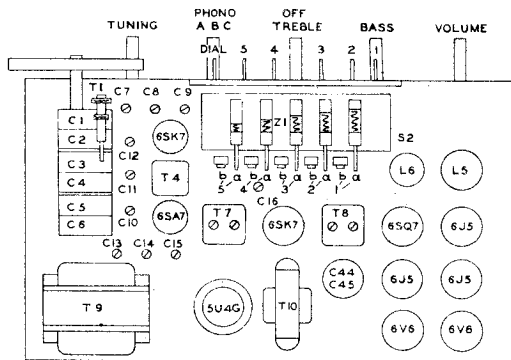 TUNING PHONO OFF BASS VOLUME
A B C TREBLE
DIAL 5 4 3 2 1
T1 C7 C8 C9
C1 6SK7 Z1
C2 C12 S2
C3 T4 b a b a b a b a b a L6 L5
C4 C11 5 4 3 2 1
C16
C5 6SA7 T7 6SK7 T8 6SQ7 6J5
C6 C10
C13 C14 C15
C44
C45
T9 5U4G T10 6J5 6J5
6V6 6V6